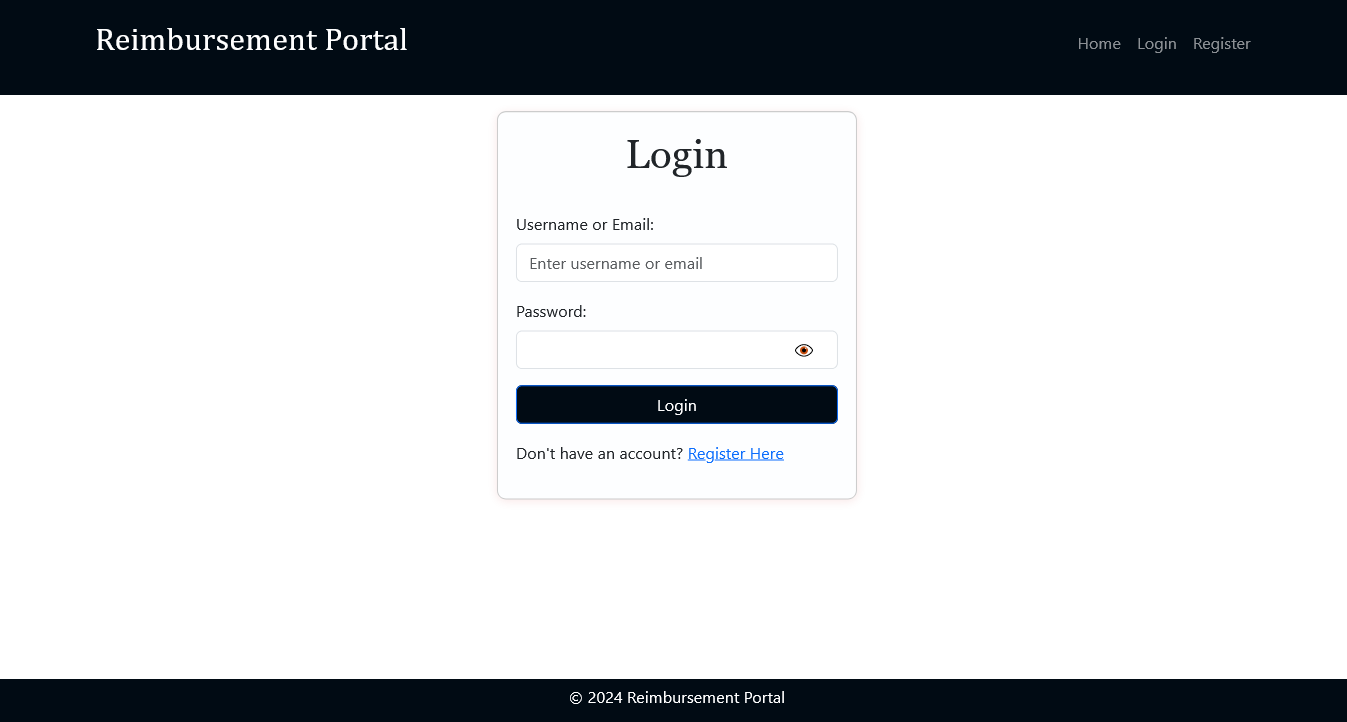 Reimbursement Portal
Home Login Register
Login
Username or Email:
Enter username or email
Password:
Login
Don't have an account? Register Here
© 2024 Reimbursement Portal